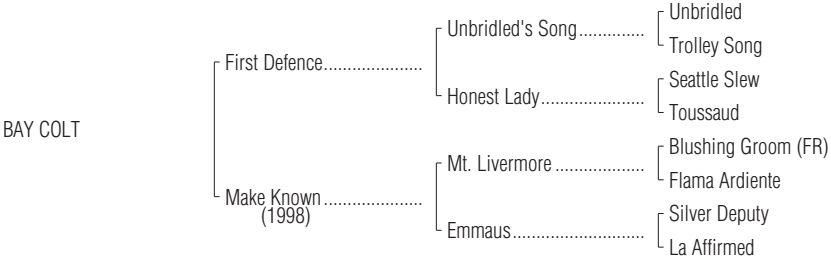 Unbridled
Unbridled's Song..............
Trolley Song
First Defence.....................
Seattle Slew
Honest Lady......................
Toussaud
BAY COLT
Blushing Groom (FR)
Mt. Livermore ...................
Flama Ardiente
Make Known.....................
(1998)
Silver Deputy
Emmaus............................
La Affirmed